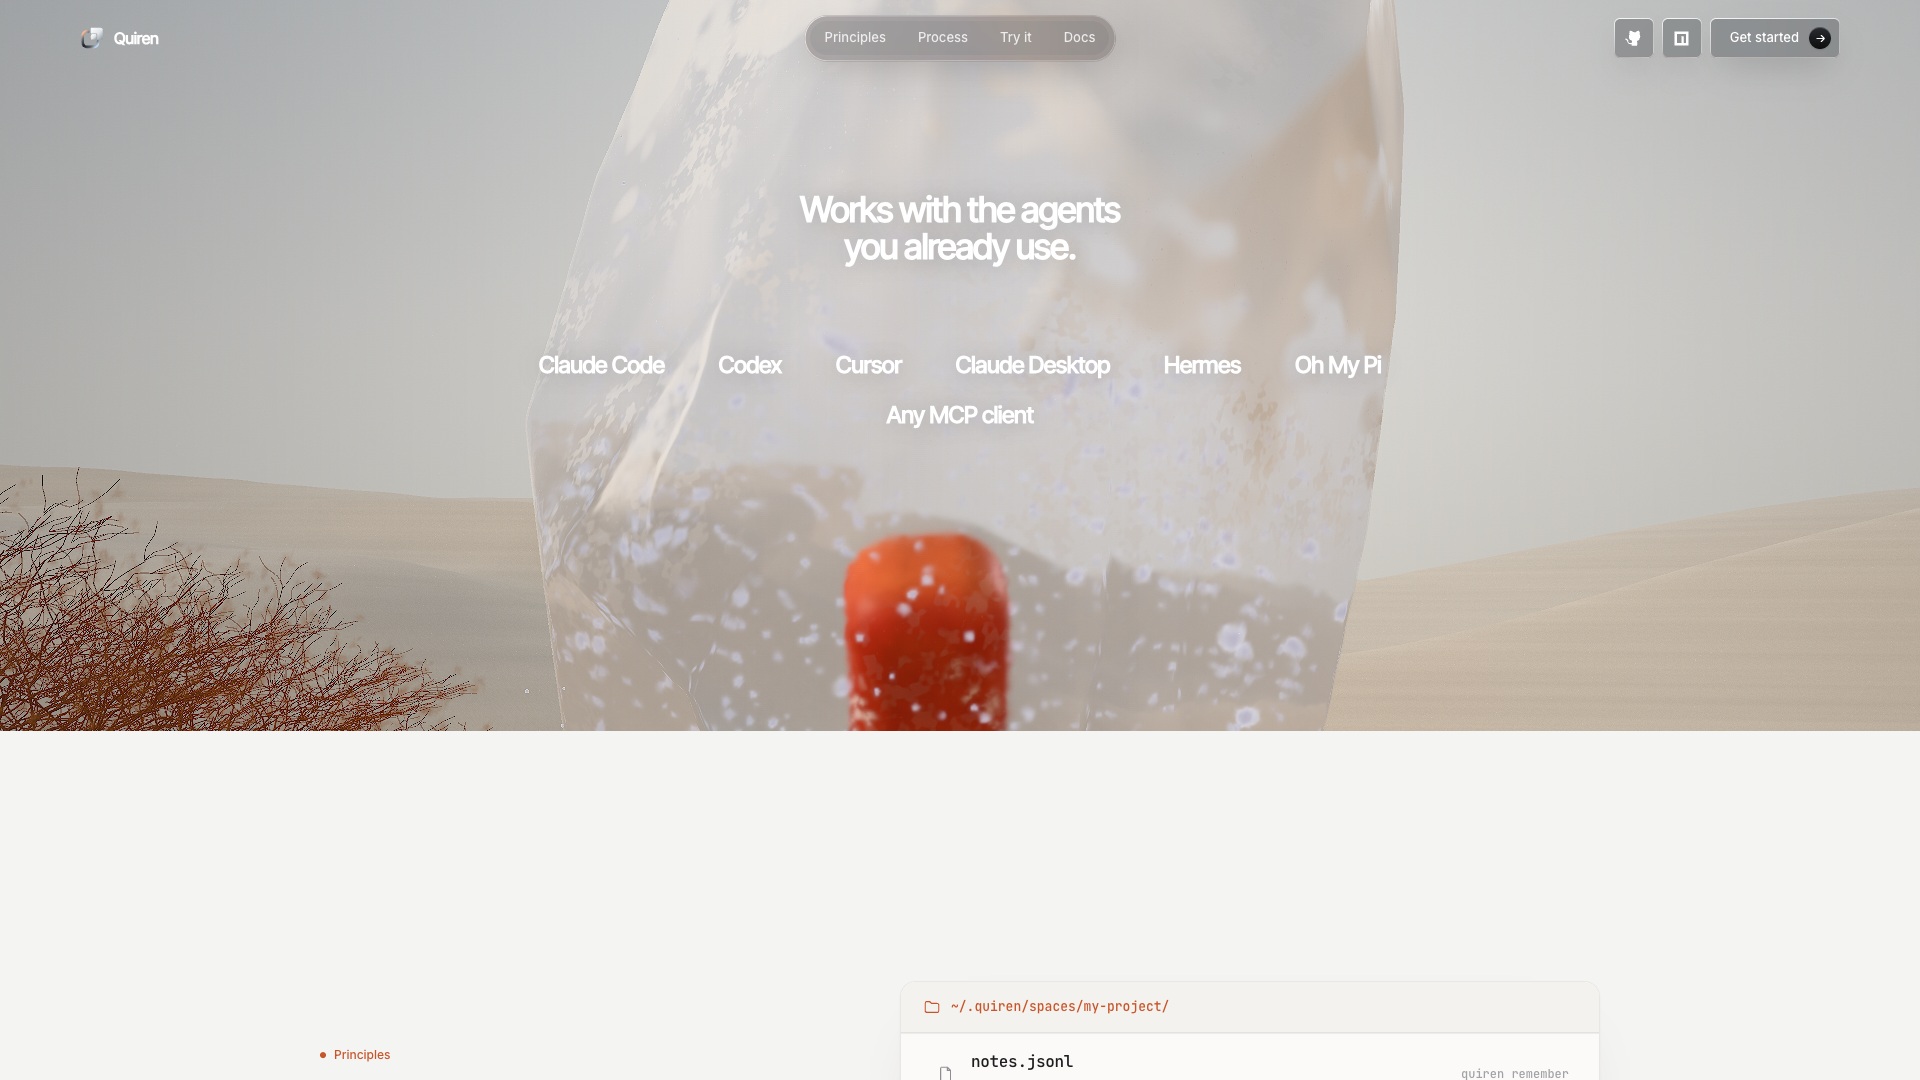 Quiren
Principles
Process
Try it
Docs
Get started
Works with the agents
you already use.
Claude Code
Codex
Cursor
Claude Desktop
Hermes
Oh My Pi
Any MCP client
~/.quiren/spaces/my-project/
Principles
notes.jsonl
quiren remember